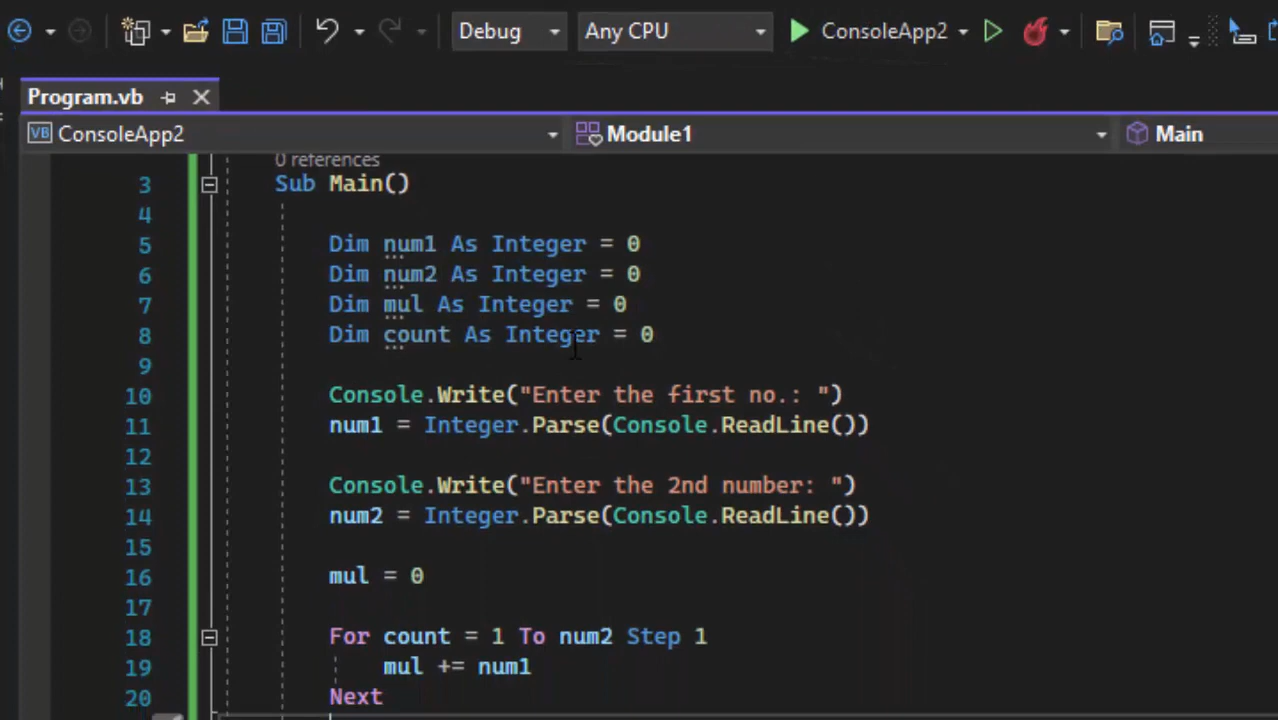 Debug Any CPU ConsoleApp2
Program.vb
VB ConsoleApp2 Module1 Main
0 references
3 Sub Main()
4
5 Dim num1 As Integer = 0
6 Dim num2 As Integer = 0
7 Dim mul As Integer = 0
8 Dim count As Integer = 0
9
10 Console.Write("Enter the first no.: ")
11 num1 = Integer.Parse(Console.ReadLine())
12
13 Console.Write("Enter the 2nd number: ")
14 num2 = Integer.Parse(Console.ReadLine())
15
16 mul = 0
17
18 For count = 1 To num2 Step 1
19 mul += num1
20 Next